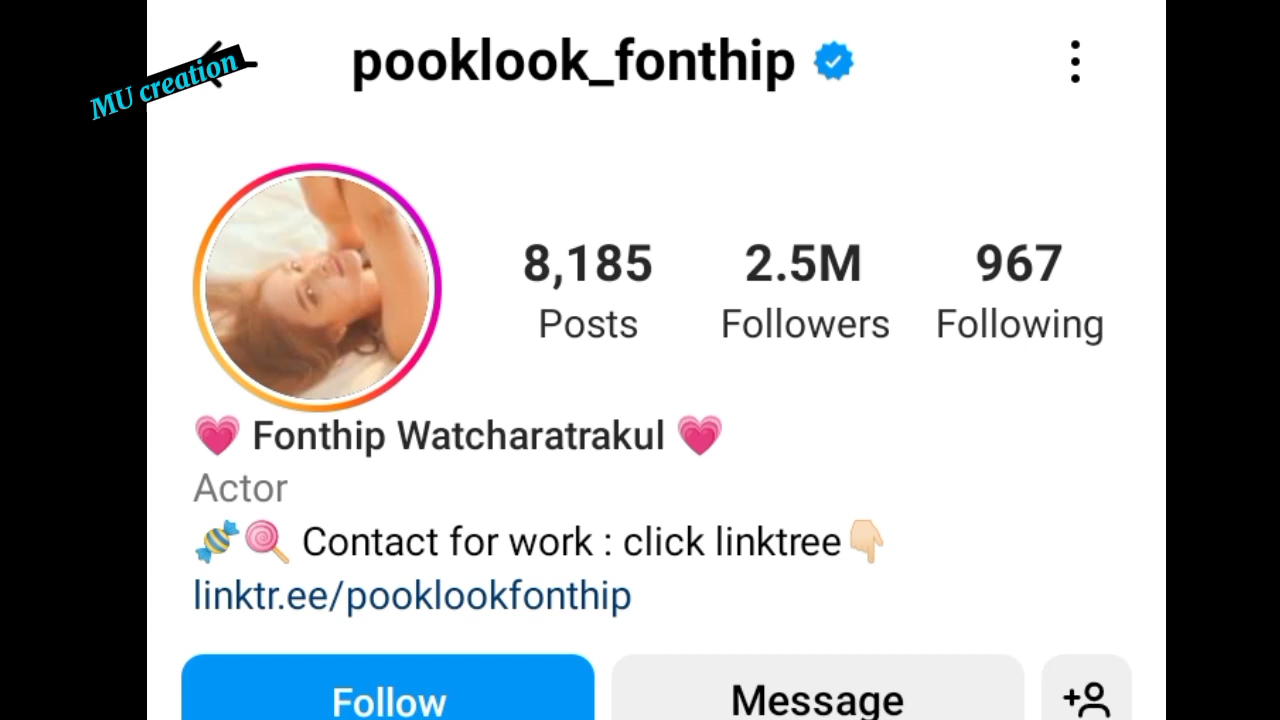 pooklook_fonthip
MU creation
8,185 2.5M 967
Posts Followers Following
💗 Fonthip Watcharatrakul 💗
Actor
🍬🍭 Contact for work : click linktree👇🏻
linktr.ee/pooklookfonthip
Follow Message